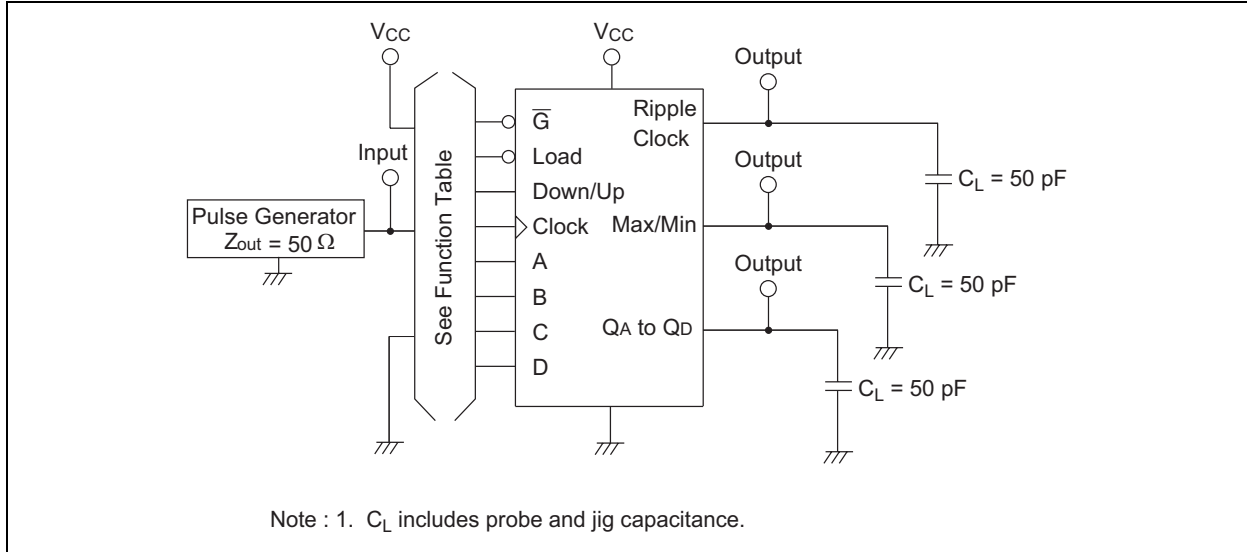 VCC
VCC
Output
Input
Pulse Generator
Zout = 50 Ω
See Function Table
G
Load
Down/Up
Clock
A
B
C
D
Ripple
Clock
Max/Min
QA to QD
Output
Output
CL = 50 pF
CL = 50 pF
CL = 50 pF
Note : 1. CL includes probe and jig capacitance.